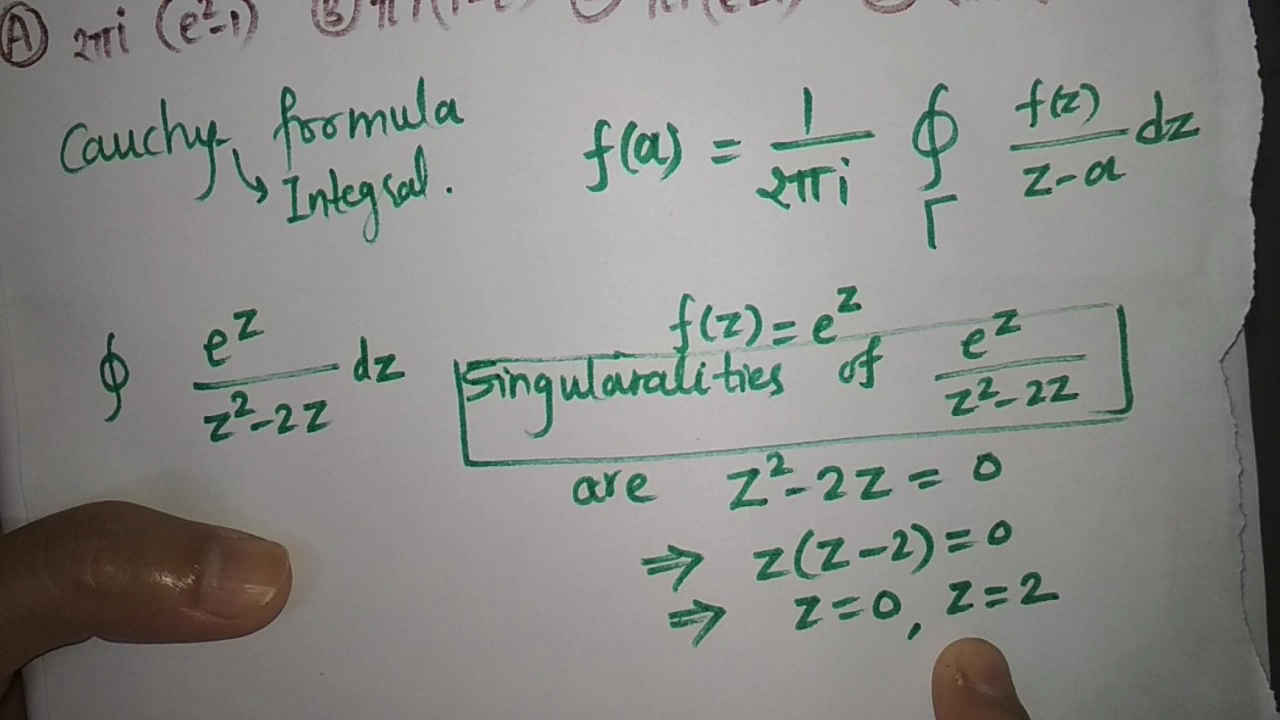 Ⓐ 2πi (e²-1) Ⓑ πi
Cauchy formula f(a) = 1/2πi ∮ f(z)/z-a dz
↳ Integral. Γ
f(z) = e^z
∮ e^z/z²-2z dz Singularalities of e^z/z²-2z
are z²-2z = 0
⇒ z(z-2)=0
⇒ z=0, z=2